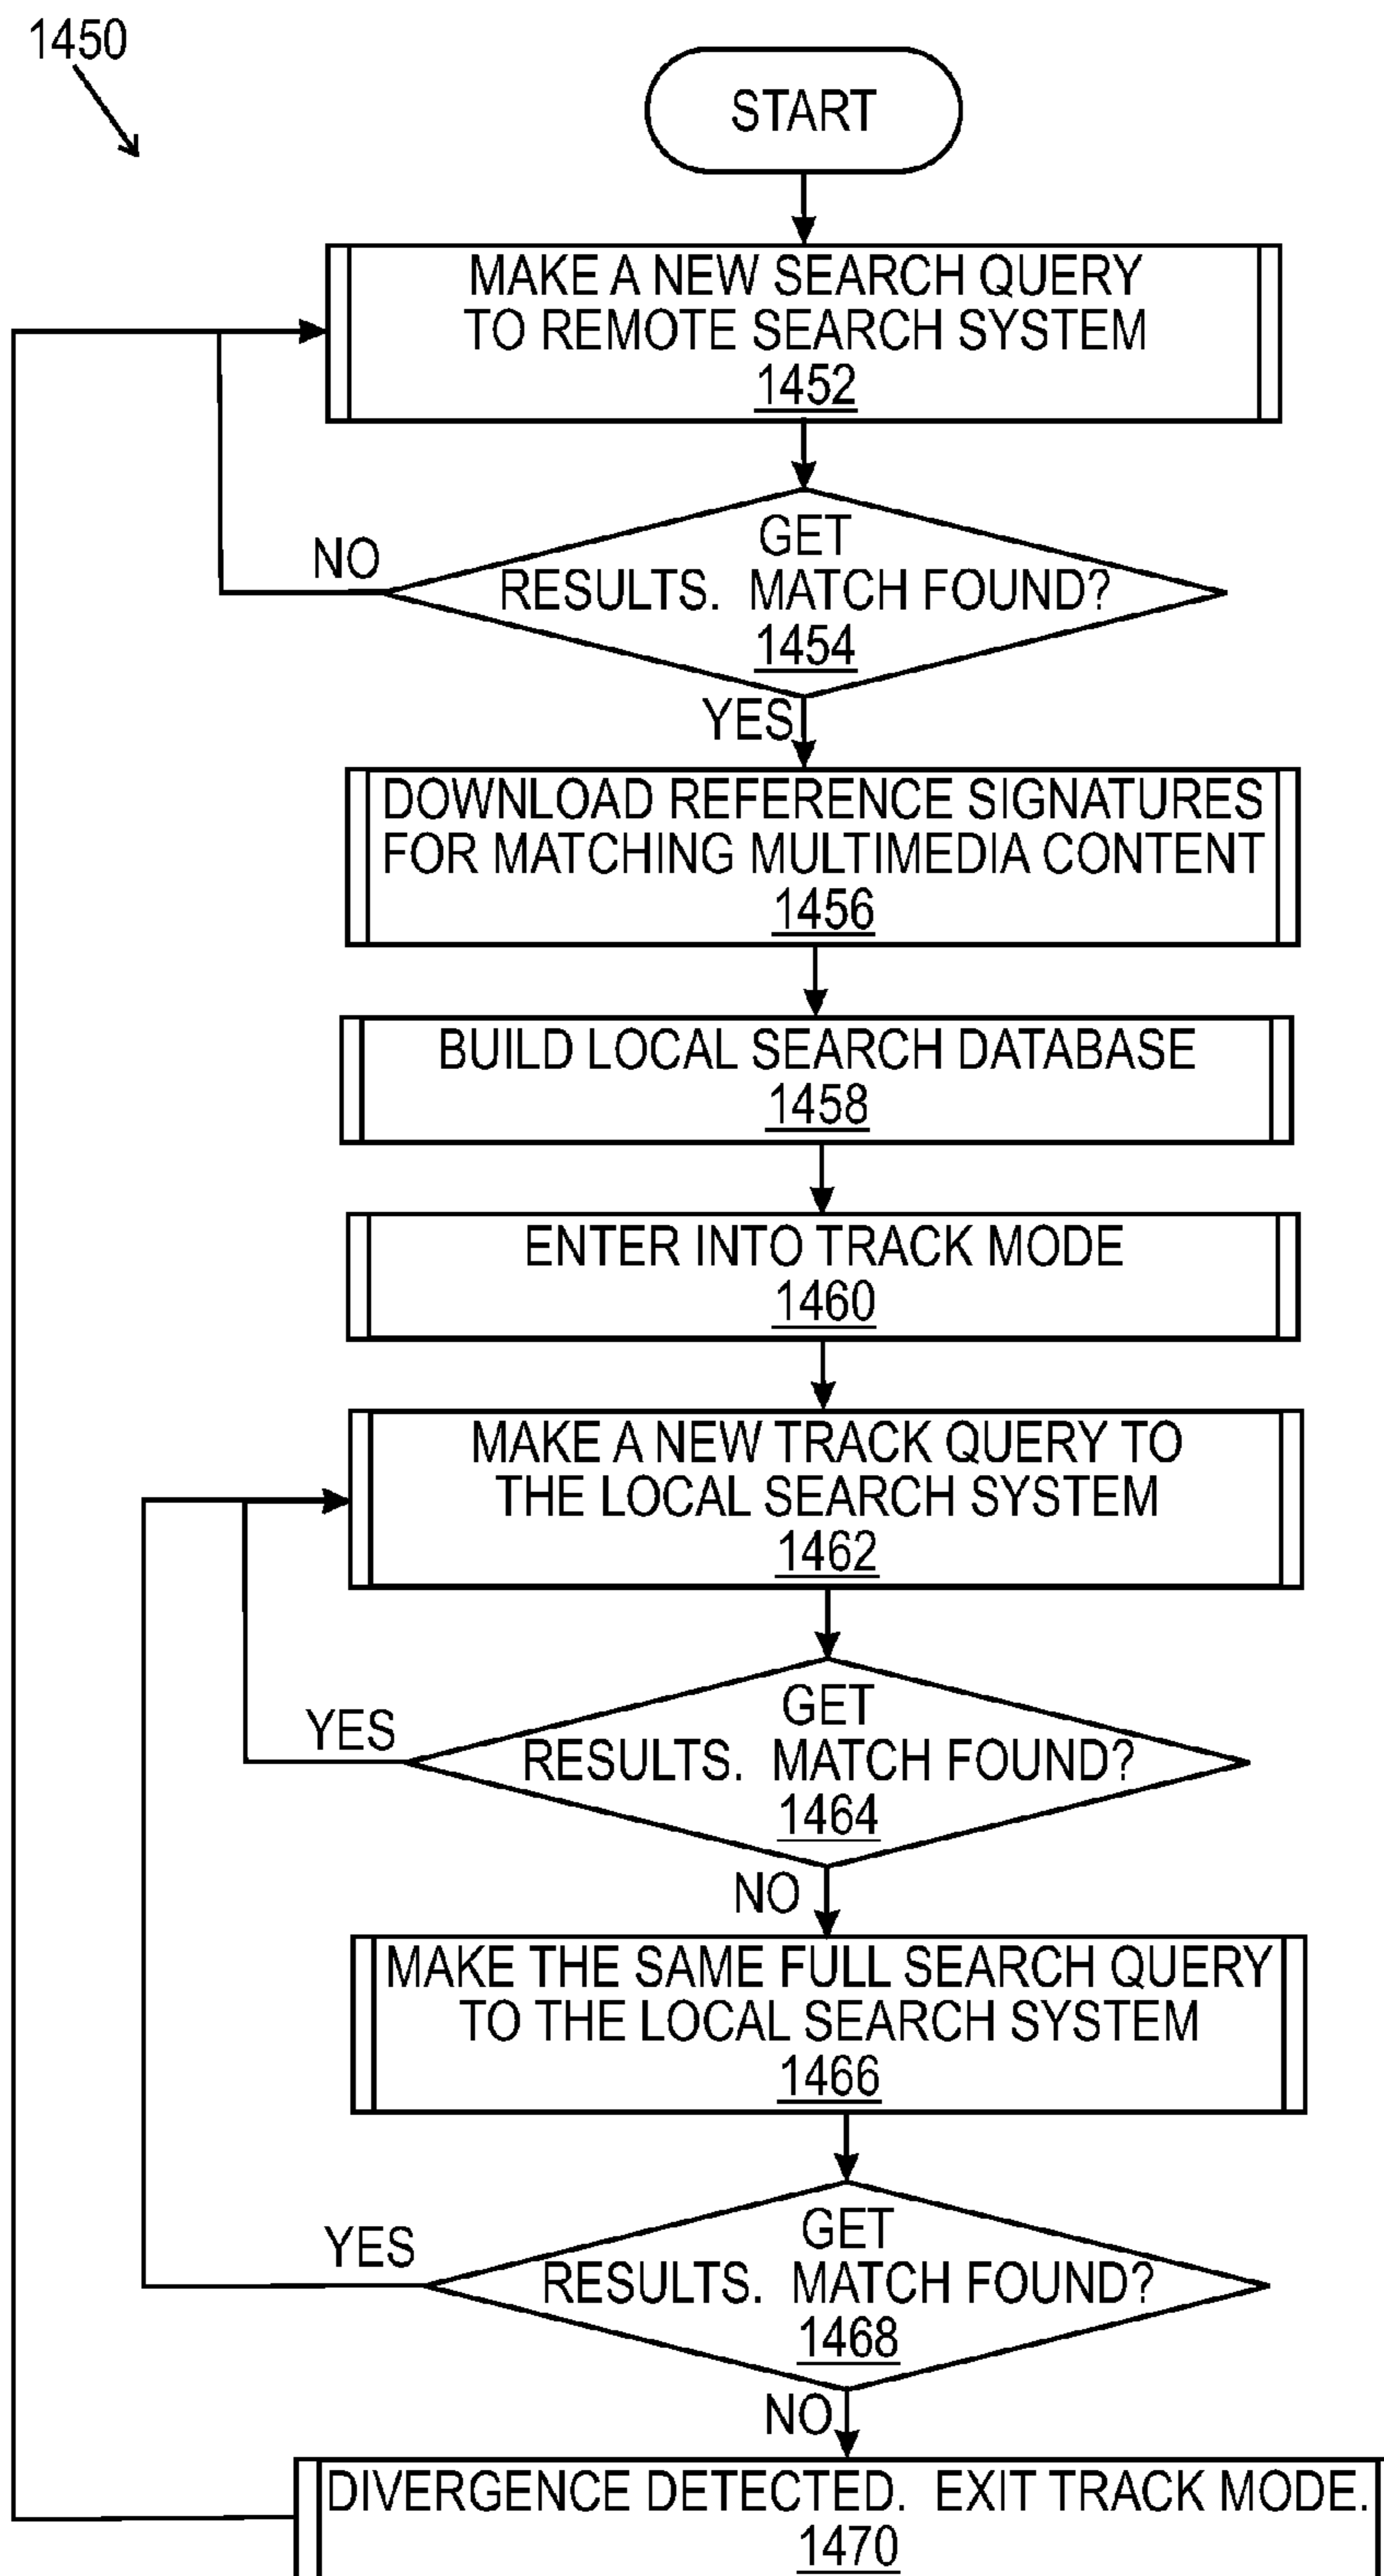 1450
START
MAKE A NEW SEARCH QUERY
TO REMOTE SEARCH SYSTEM
1452
GET
RESULTS. MATCH FOUND?
1454
NO
YES
DOWNLOAD REFERENCE SIGNATURES
FOR MATCHING MULTIMEDIA CONTENT
1456
BUILD LOCAL SEARCH DATABASE
1458
ENTER INTO TRACK MODE
1460
MAKE A NEW TRACK QUERY TO
THE LOCAL SEARCH SYSTEM
1462
GET
RESULTS. MATCH FOUND?
1464
YES
NO
MAKE THE SAME FULL SEARCH QUERY
TO THE LOCAL SEARCH SYSTEM
1466
GET
RESULTS. MATCH FOUND?
1468
YES
NO
DIVERGENCE DETECTED. EXIT TRACK MODE.
1470